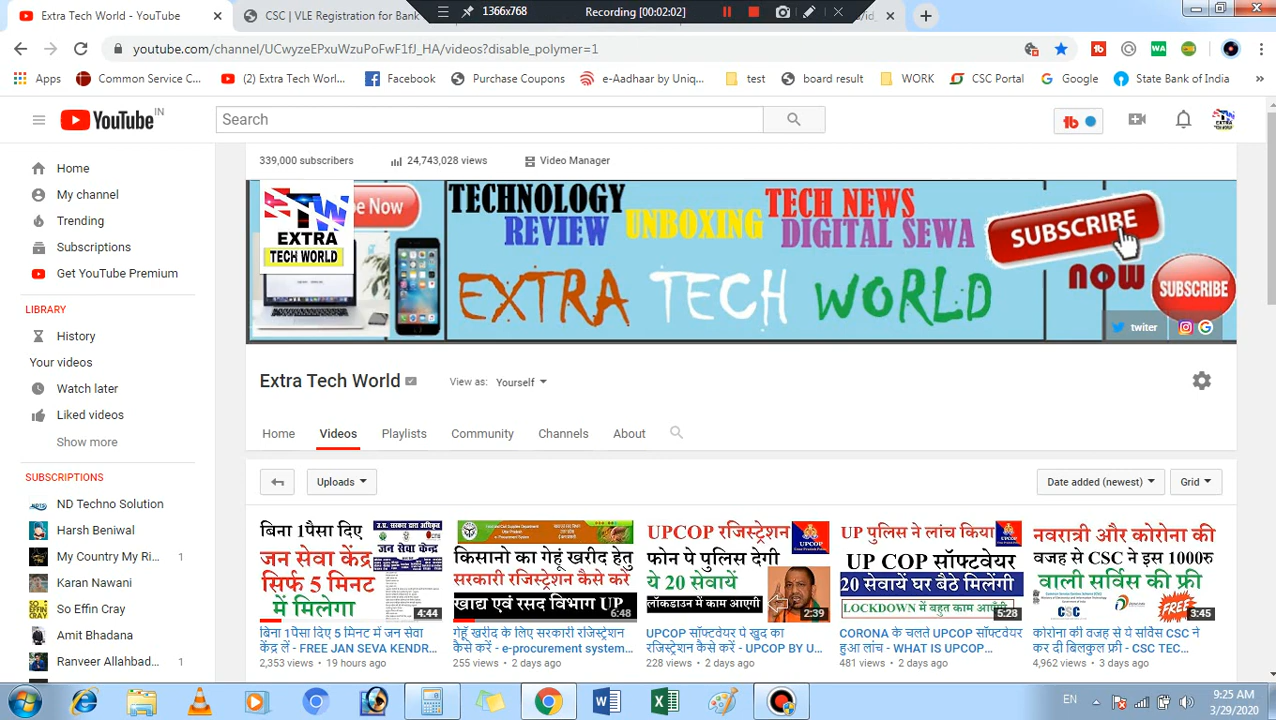 Extra Tech World - YouTube
CSC | VLE Registration for Bank
1366x768
Recording [00:02:02]
youtube.com/channel/UCwyzeEPxuWzuPoFwF1fJ_HA/videos?disable_polymer=1
Apps
Common Service C...
(2) Extra Tech Worl...
Facebook
Purchase Coupons
e-Aadhaar by Uniq...
test
board result
WORK
CSC Portal
Google
State Bank of India
YouTube IN
Search
339,000 subscribers
24,743,028 views
Video Manager
Home
My channel
Trending
Subscriptions
Get YouTube Premium
LIBRARY
History
Your videos
Watch later
Liked videos
Show more
SUBSCRIPTIONS
ND Techno Solution
Harsh Beniwal
My Country My Ri... 1
Karan Nawani
So Effin Cray
Amit Bhadana
Ranveer Allahbad... 1
be Now
ETW
EXTRA
TECH WORLD
TECHNOLOGY
REVIEW
UNBOXING
TECH NEWS
DIGITAL SEWA
EXTRA TECH WORLD
SUBSCRIBE
NOW
SUBSCRIBE
twiter
Extra Tech World
View as: Yourself
Home
Videos
Playlists
Community
Channels
About
Uploads
Date added (newest)
Grid
बिना 1पैसा दिए
जन सेवा केंद्र
सिर्फ 5 मिनट
में मिलेगा
जन सेवा केन्द्र
1:44
बिना 1पैसा दिए 5 मिनट में जन सेवा
केंद्र लें - FREE JAN SEVA KENDR...
2,353 views • 19 hours ago
किसानो का गेहूं खरीद हेतु
सरकारी रजिस्ट्रेशन कैसे करे
खाद्य एवं रसद विभाग UP
6:48
गेहूं खरीद के लिए सरकारी रजिस्ट्रेशन
कैसे करें - e-procurement system...
255 views • 2 days ago
UPCOP रजिस्ट्रेशन
फोन पे पुलिस देगी
ये 20 सेवायें
लॉकडाउन में काम आएगी
2:39
UPCOP सॉफ्टवेयर पे खुद का
रजिस्ट्रेशन कैसे करें - UPCOP BY U...
228 views • 2 days ago
UP पुलिस ने लांच किया
UP COP सॉफ्टवेयर
20 सेवायें घर बैठे मिलेंगी
LOCKDOWN में बहुत काम आएगी
5:28
CORONA के चलते UPCOP सॉफ्टवेयर
हुआ लांच - WHAT IS UPCOP...
481 views • 2 days ago
नवरात्री और कोरोना की
वजह से CSC ने इस 1000रु
वाली सर्विस की फ्री
CSC
FREE
3:45
कोरोना की वजह से ये सर्विस CSC ने
कर दी बिलकुल फ्री - CSC TEC...
4,962 views • 3 days ago
EN
9:25 AM
3/29/2020